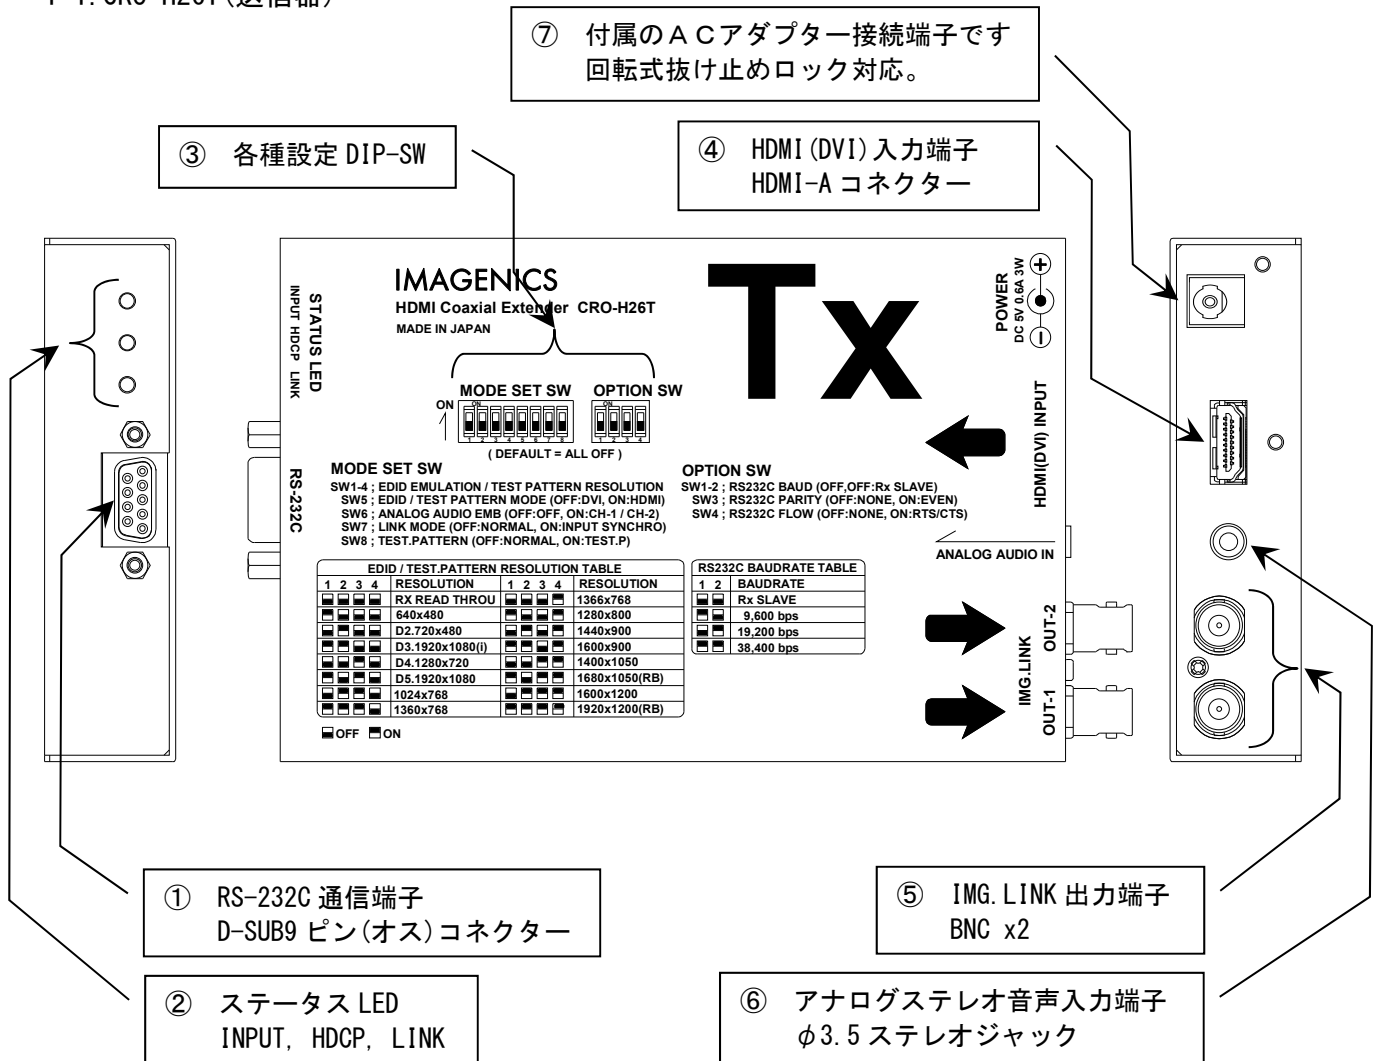 ⑦ 付属のＡＣアダプター接続端子です
回転式抜け止めロック対応。
③ 各種設定 DIP-SW
④ HDMI(DVI)入力端子
HDMI-A コネクター
IMAGENICS
HDMI Coaxial Extender CRO-H26T
MADE IN JAPAN
Tx
POWER
DC 5V 0.6A 3W
STATUS LED
INPUT HDCP LINK
RS-232C
MODE SET SW OPTION SW
ON
ON
ON
1 2 3 4 5 6 7 8
1 2 3 4
( DEFAULT = ALL OFF )
HDMI(DVI) INPUT
ANALOG AUDIO IN
MODE SET SW
SW1-4 ; EDID EMULATION / TEST PATTERN RESOLUTION
SW5 ; EDID / TEST PATTERN MODE (OFF:DVI, ON:HDMI)
SW6 ; ANALOG AUDIO EMB (OFF:OFF, ON:CH-1 / CH-2)
SW7 ; LINK MODE (OFF:NORMAL, ON:INPUT SYNCHRO)
SW8 ; TEST.PATTERN (OFF:NORMAL, ON:TEST.P)
OPTION SW
SW1-2 ; RS232C BAUD (OFF,OFF:Rx SLAVE)
SW3 ; RS232C PARITY (OFF:NONE, ON:EVEN)
SW4 ; RS232C FLOW (OFF:NONE, ON:RTS/CTS)
EDID / TEST.PATTERN RESOLUTION TABLE
1 2 3 4 RESOLUTION 1 2 3 4 RESOLUTION
RX READ THROU 1366x768
640x480 1280x800
D2.720x480 1440x900
D3.1920x1080(i) 1600x900
D4.1280x720 1400x1050
D5.1920x1080 1680x1050(RB)
1024x768 1600x1200
1360x768 1920x1200(RB)
OFF ON
RS232C BAUDRATE TABLE
1 2 BAUDRATE
Rx SLAVE
9,600 bps
19,200 bps
38,400 bps
IMG.LINK
OUT-2
OUT-1
① RS-232C 通信端子
D-SUB9 ピン(オス)コネクター
⑤ IMG.LINK 出力端子
BNC x2
② ステータス LED
INPUT, HDCP, LINK
⑥ アナログステレオ音声入力端子
φ3.5 ステレオジャック